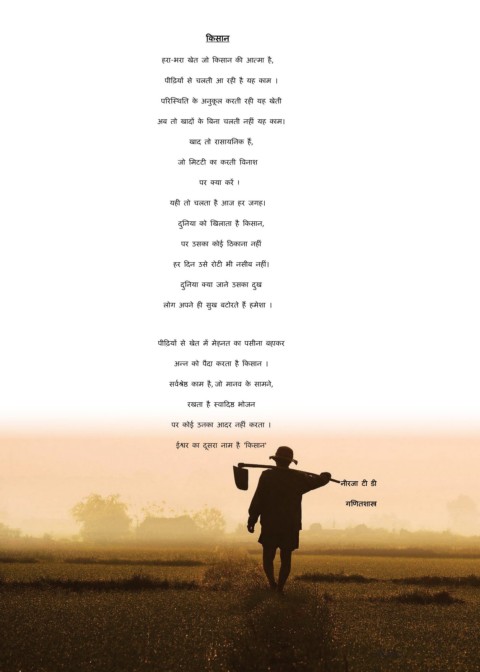 किसान
हरा-भरा खेत जो किसान की आत्मा है,
पीढियों से चलती आ रही है यह काम ।
परिस्थिति के अनुकूल करती रही यह खेती
अब तो खादों के बिना चलती नहीं यह काम।
खाद तो रासायनिक हैं,
जो मिटटी का करती विनाश
पर क्या करें ।
यही तो चलता है आज हर जगह।
दुनिया को खिलाता है किसान,
पर उसका कोई ठिकाना नहीं
हर दिन उसे रोटी भी नसीब नहीं।
दुनिया क्या जाने उसका दुख
लोग अपने ही सुख बटोरते हैं हमेशा ।
पीढियों से खेत में मेहनत का पसीना बहाकर
अन्न को पैदा करता है किसान ।
सर्वश्रेष्ठ काम है, जो मानव के सामने,
रखता है स्वादिष्ठ भोजन
पर कोई उनका आदर नहीं करता ।
ईश्वर का दूसरा नाम है 'किसान'
नीरजा टी डी
गणितशास्त्र